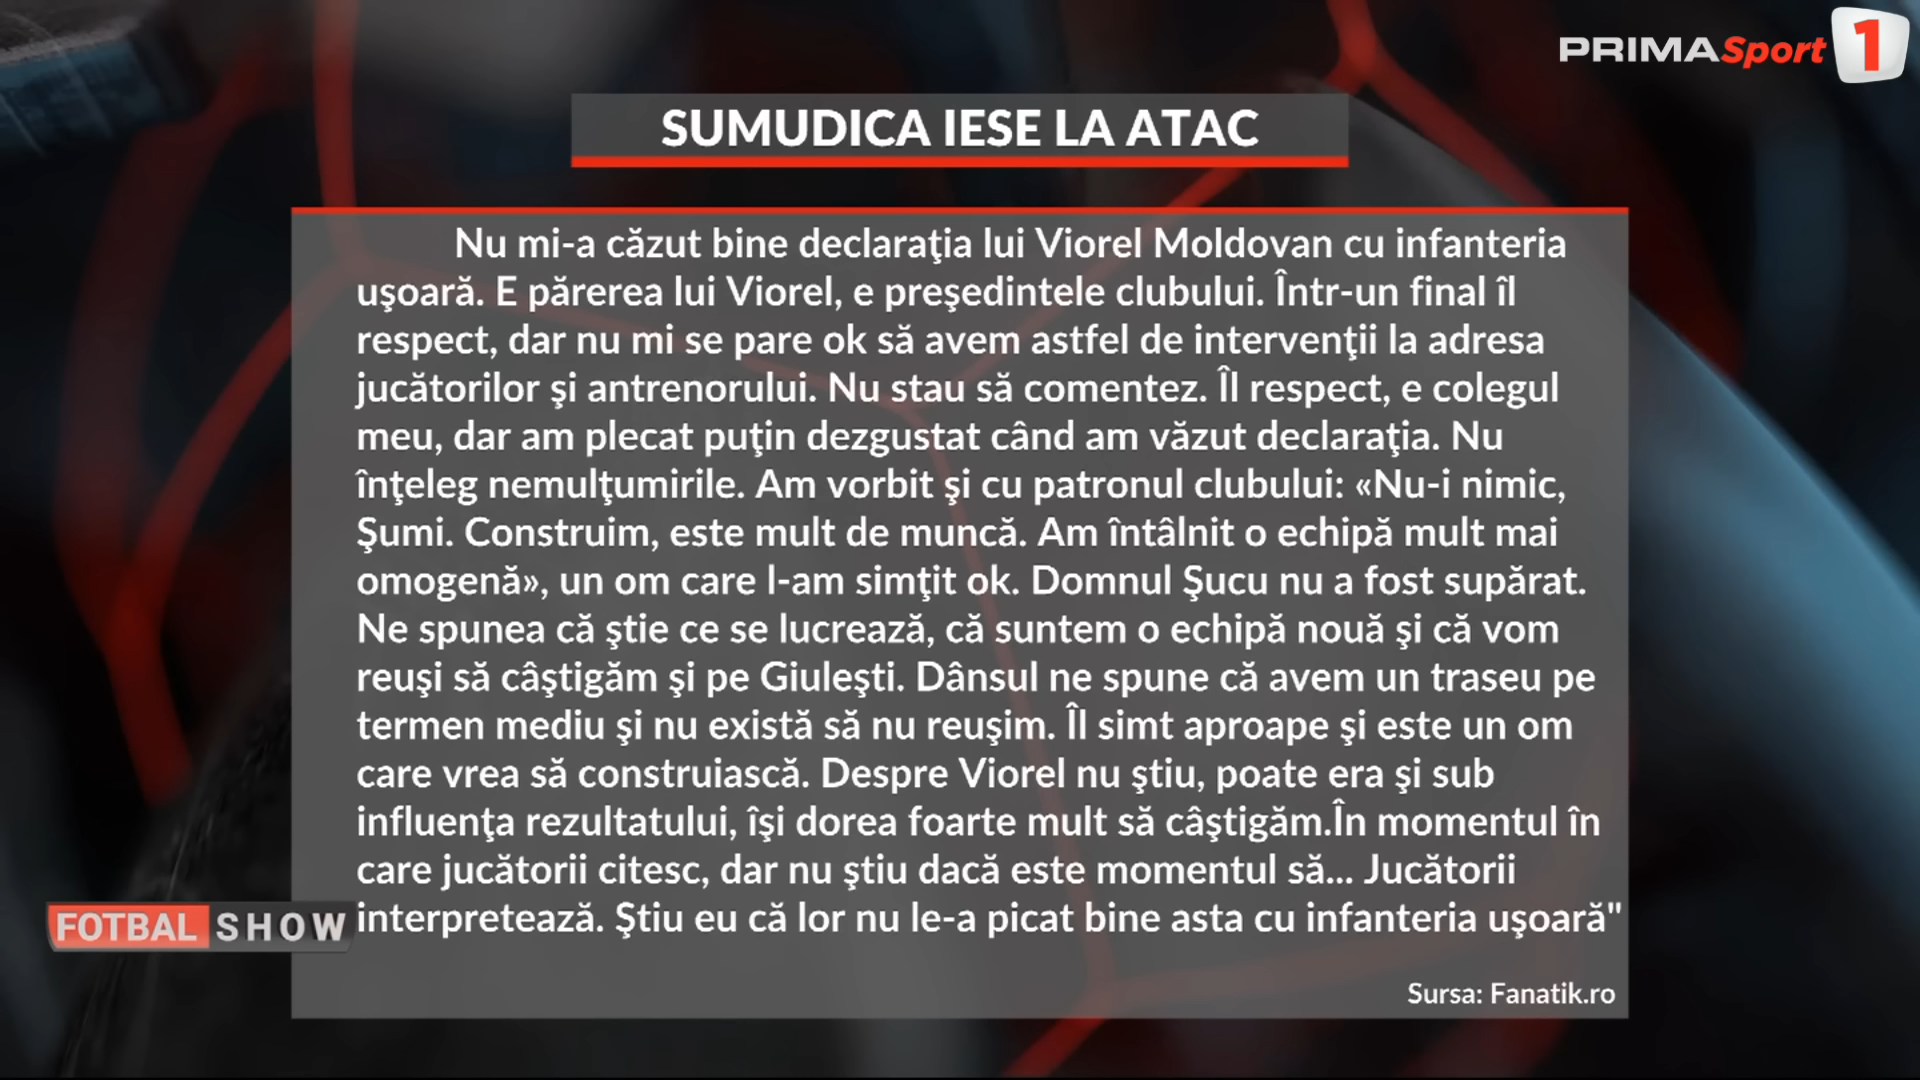 PRIMASport 1
SUMUDICA IESE LA ATAC
Nu mi-a căzut bine declaraţia lui Viorel Moldovan cu infanteria
uşoară. E părerea lui Viorel, e preşedintele clubului. Într-un final îl
respect, dar nu mi se pare ok să avem astfel de intervenţii la adresa
jucătorilor şi antrenorului. Nu stau să comentez. Îl respect, e colegul
meu, dar am plecat puţin dezgustat când am văzut declaraţia. Nu
înţeleg nemulţumirile. Am vorbit şi cu patronul clubului: «Nu-i nimic,
Şumi. Construim, este mult de muncă. Am întâlnit o echipă mult mai
omogenă», un om care l-am simţit ok. Domnul Şucu nu a fost supărat.
Ne spunea că ştie ce se lucrează, că suntem o echipă nouă şi că vom
reuşi să câştigăm şi pe Giuleşti. Dânsul ne spune că avem un traseu pe
termen mediu şi nu există să nu reuşim. Îl simt aproape şi este un om
care vrea să construiască. Despre Viorel nu ştiu, poate era şi sub
influenţa rezultatului, îşi dorea foarte mult să câştigăm.În momentul în
care jucătorii citesc, dar nu ştiu dacă este momentul să... Jucătorii
interpretează. Ştiu eu că lor nu le-a picat bine asta cu infanteria uşoară"
FOTBAL SHOW
Sursa: Fanatik.ro